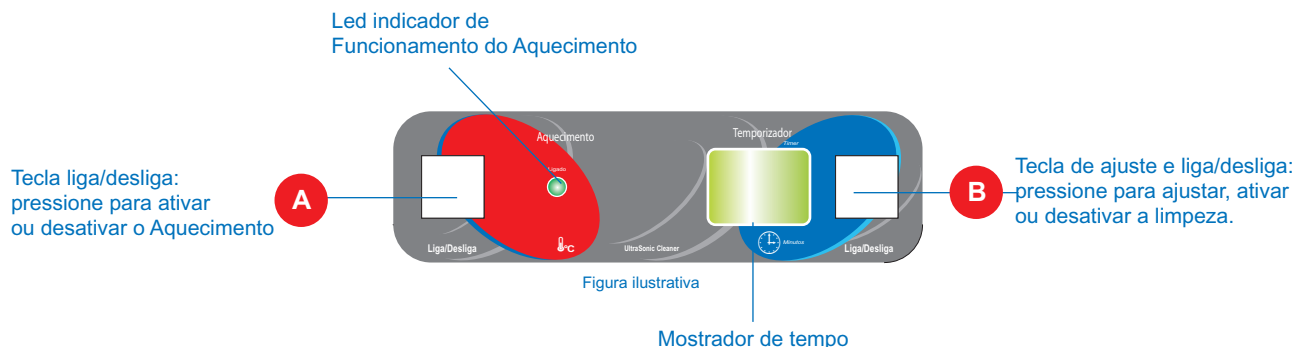 Led indicador de
Funcionamento do Aquecimento
Aquecimento
Temporizador
Timer
Ligado
Tecla liga/desliga:
pressione para ativar
ou desativar o Aquecimento
A
B
Tecla de ajuste e liga/desliga:
pressione para ajustar, ativar
ou desativar a limpeza.
Liga/Desliga
°C
UltraSonic Cleaner
Minutos
Liga/Desliga
Figura ilustrativa
Mostrador de tempo